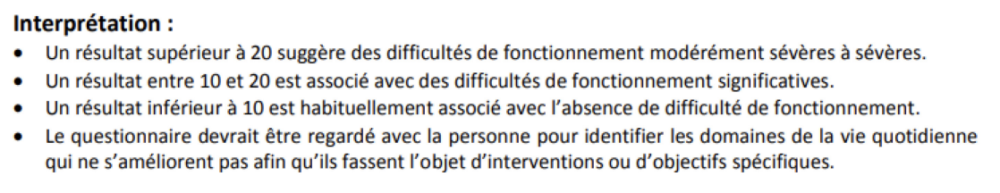 Interprétation :
• Un résultat supérieur à 20 suggère des difficultés de fonctionnement modérément sévères à sévères.
• Un résultat entre 10 et 20 est associé avec des difficultés de fonctionnement significatives.
• Un résultat inférieur à 10 est habituellement associé avec l’absence de difficulté de fonctionnement.
• Le questionnaire devrait être regardé avec la personne pour identifier les domaines de la vie quotidienne
qui ne s’améliorent pas afin qu’ils fassent l’objet d’interventions ou d’objectifs spécifiques.